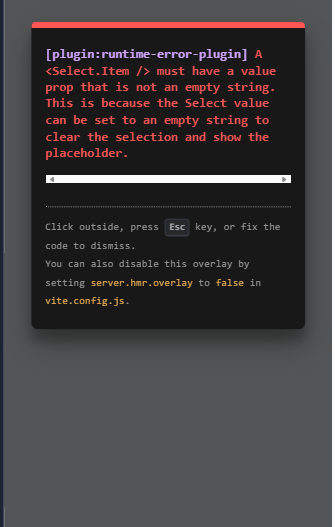 [plugin:runtime-error-plugin] A
<Select.Item /> must have a value
prop that is not an empty string.
This is because the Select value
can be set to an empty string to
clear the selection and show the
placeholder.
Click outside, press Esc key, or fix the
code to dismiss.
You can also disable this overlay by
setting server.hmr.overlay to false in
vite.config.js.